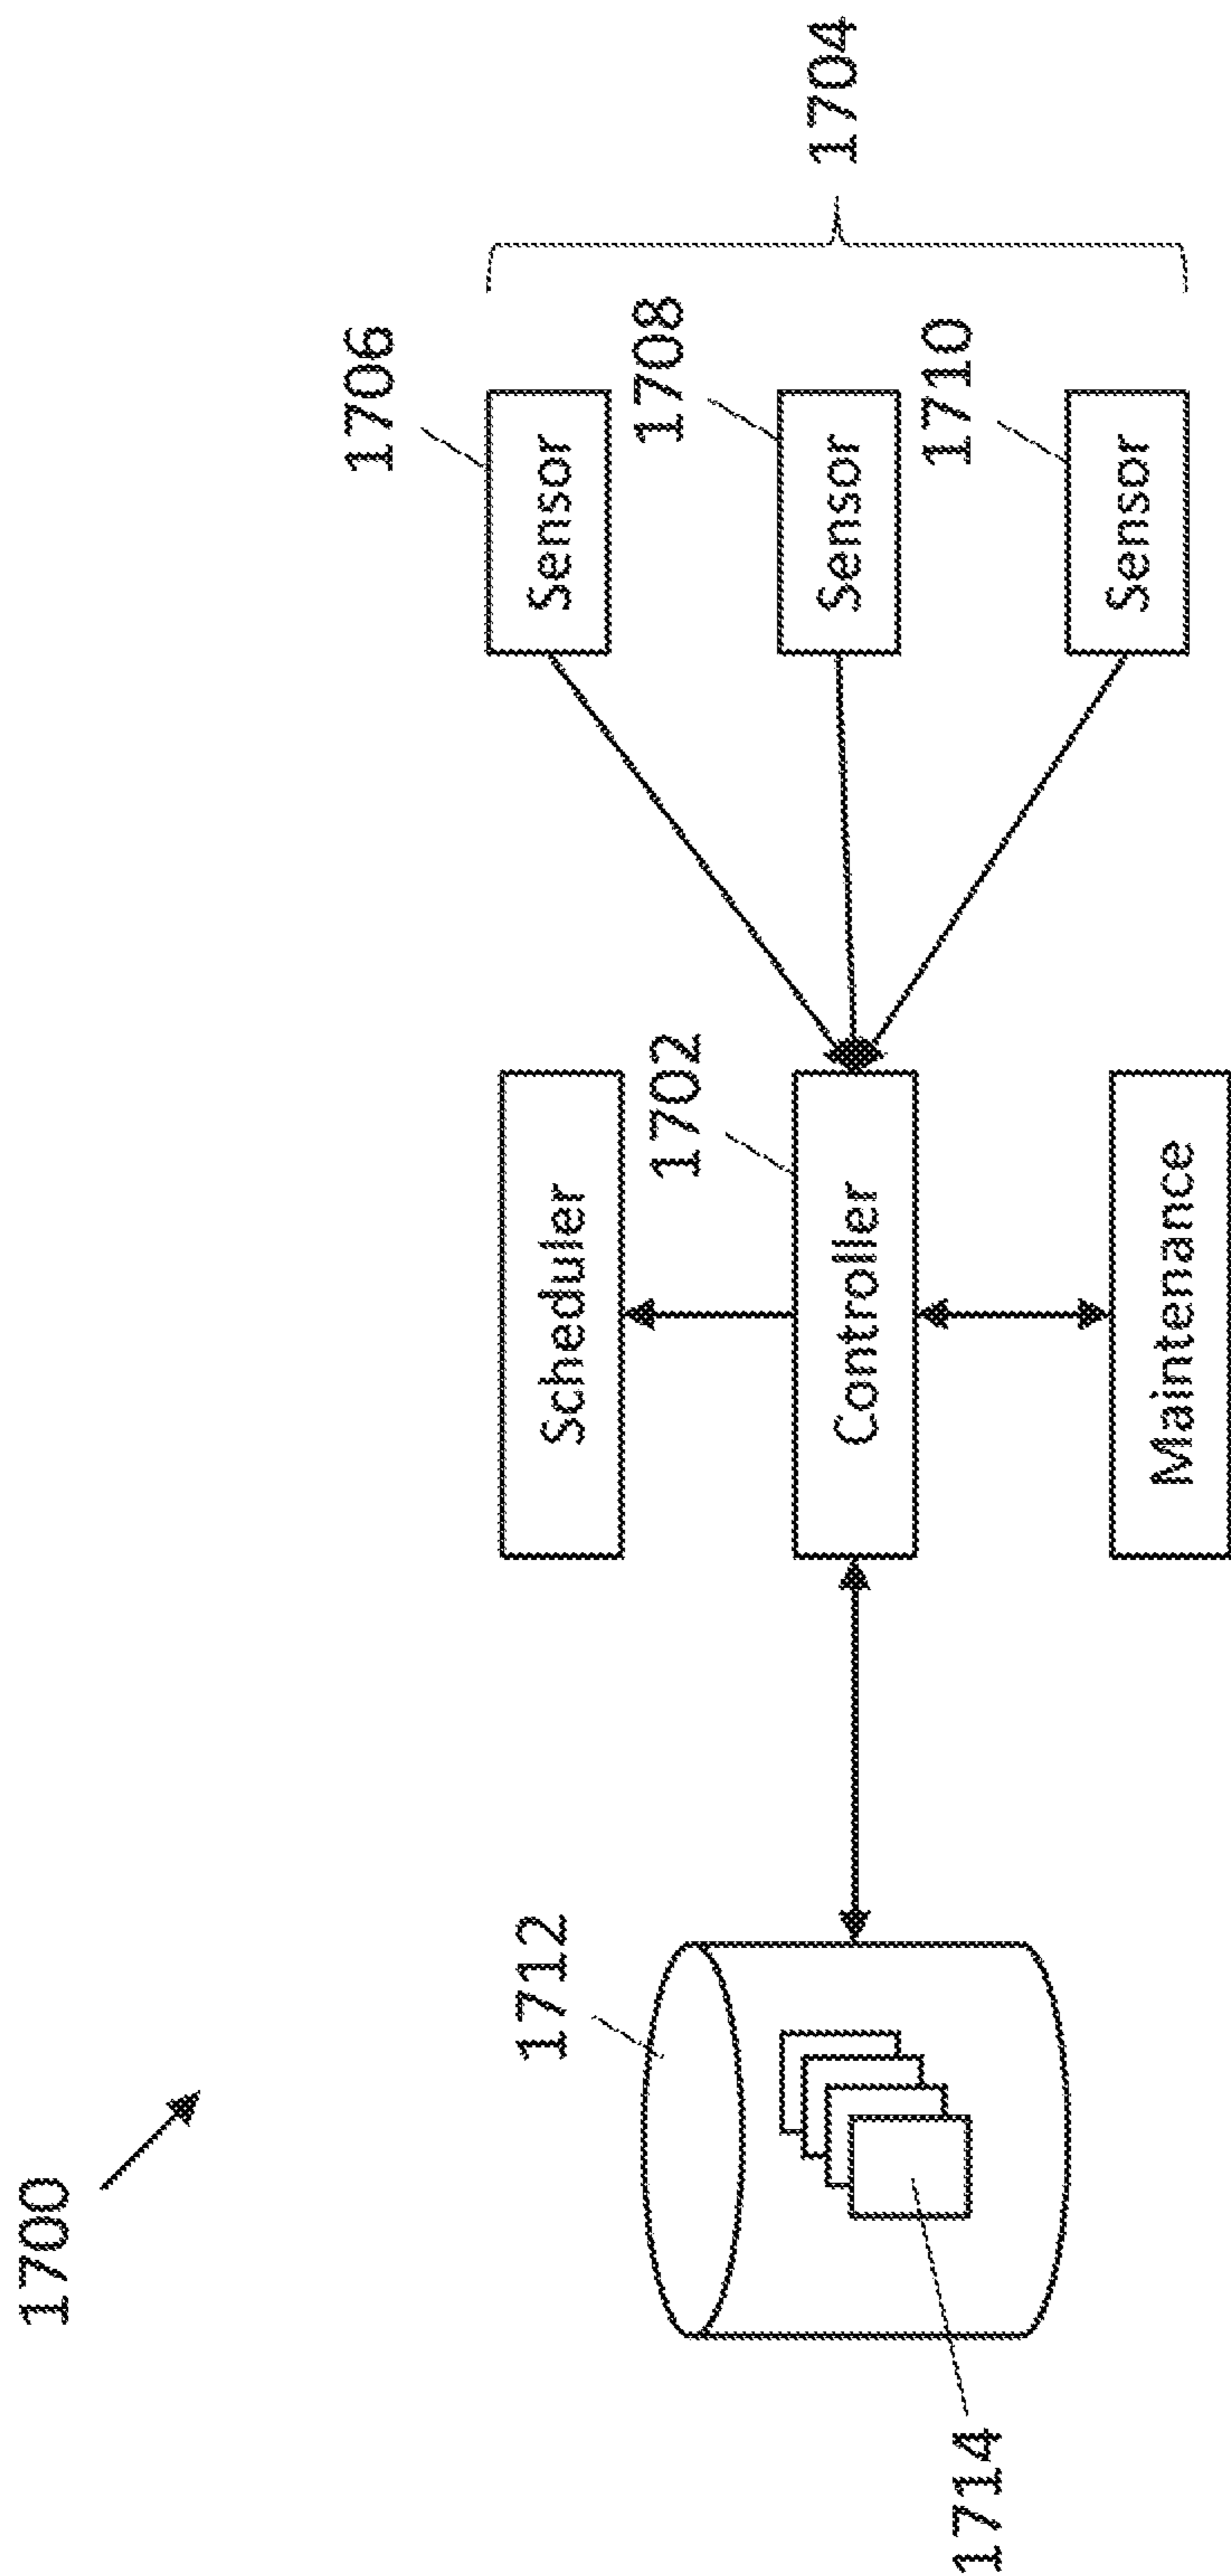 1700
1712
1714
Scheduler
1702
Controller
Maintenance
1706
Sensor
1708
Sensor
1710
Sensor
1704